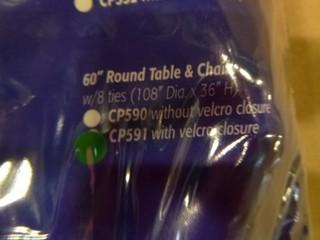 60" Round Table & Chair
w/8 ties (108" Dia. x 36" H)
CP590 without velcro closure
CP591 with velcro closure